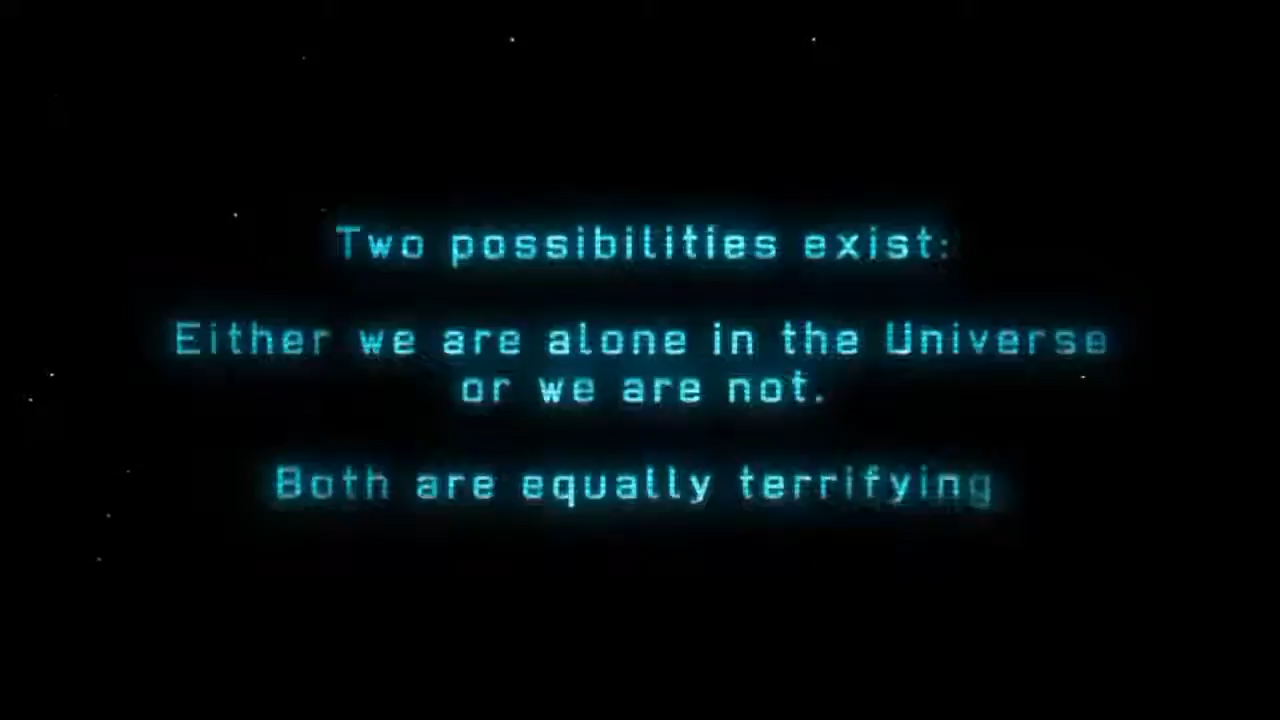 Two possibilities exist:
Either we are alone in the Universe
or we are not.
Both are equally terrifying